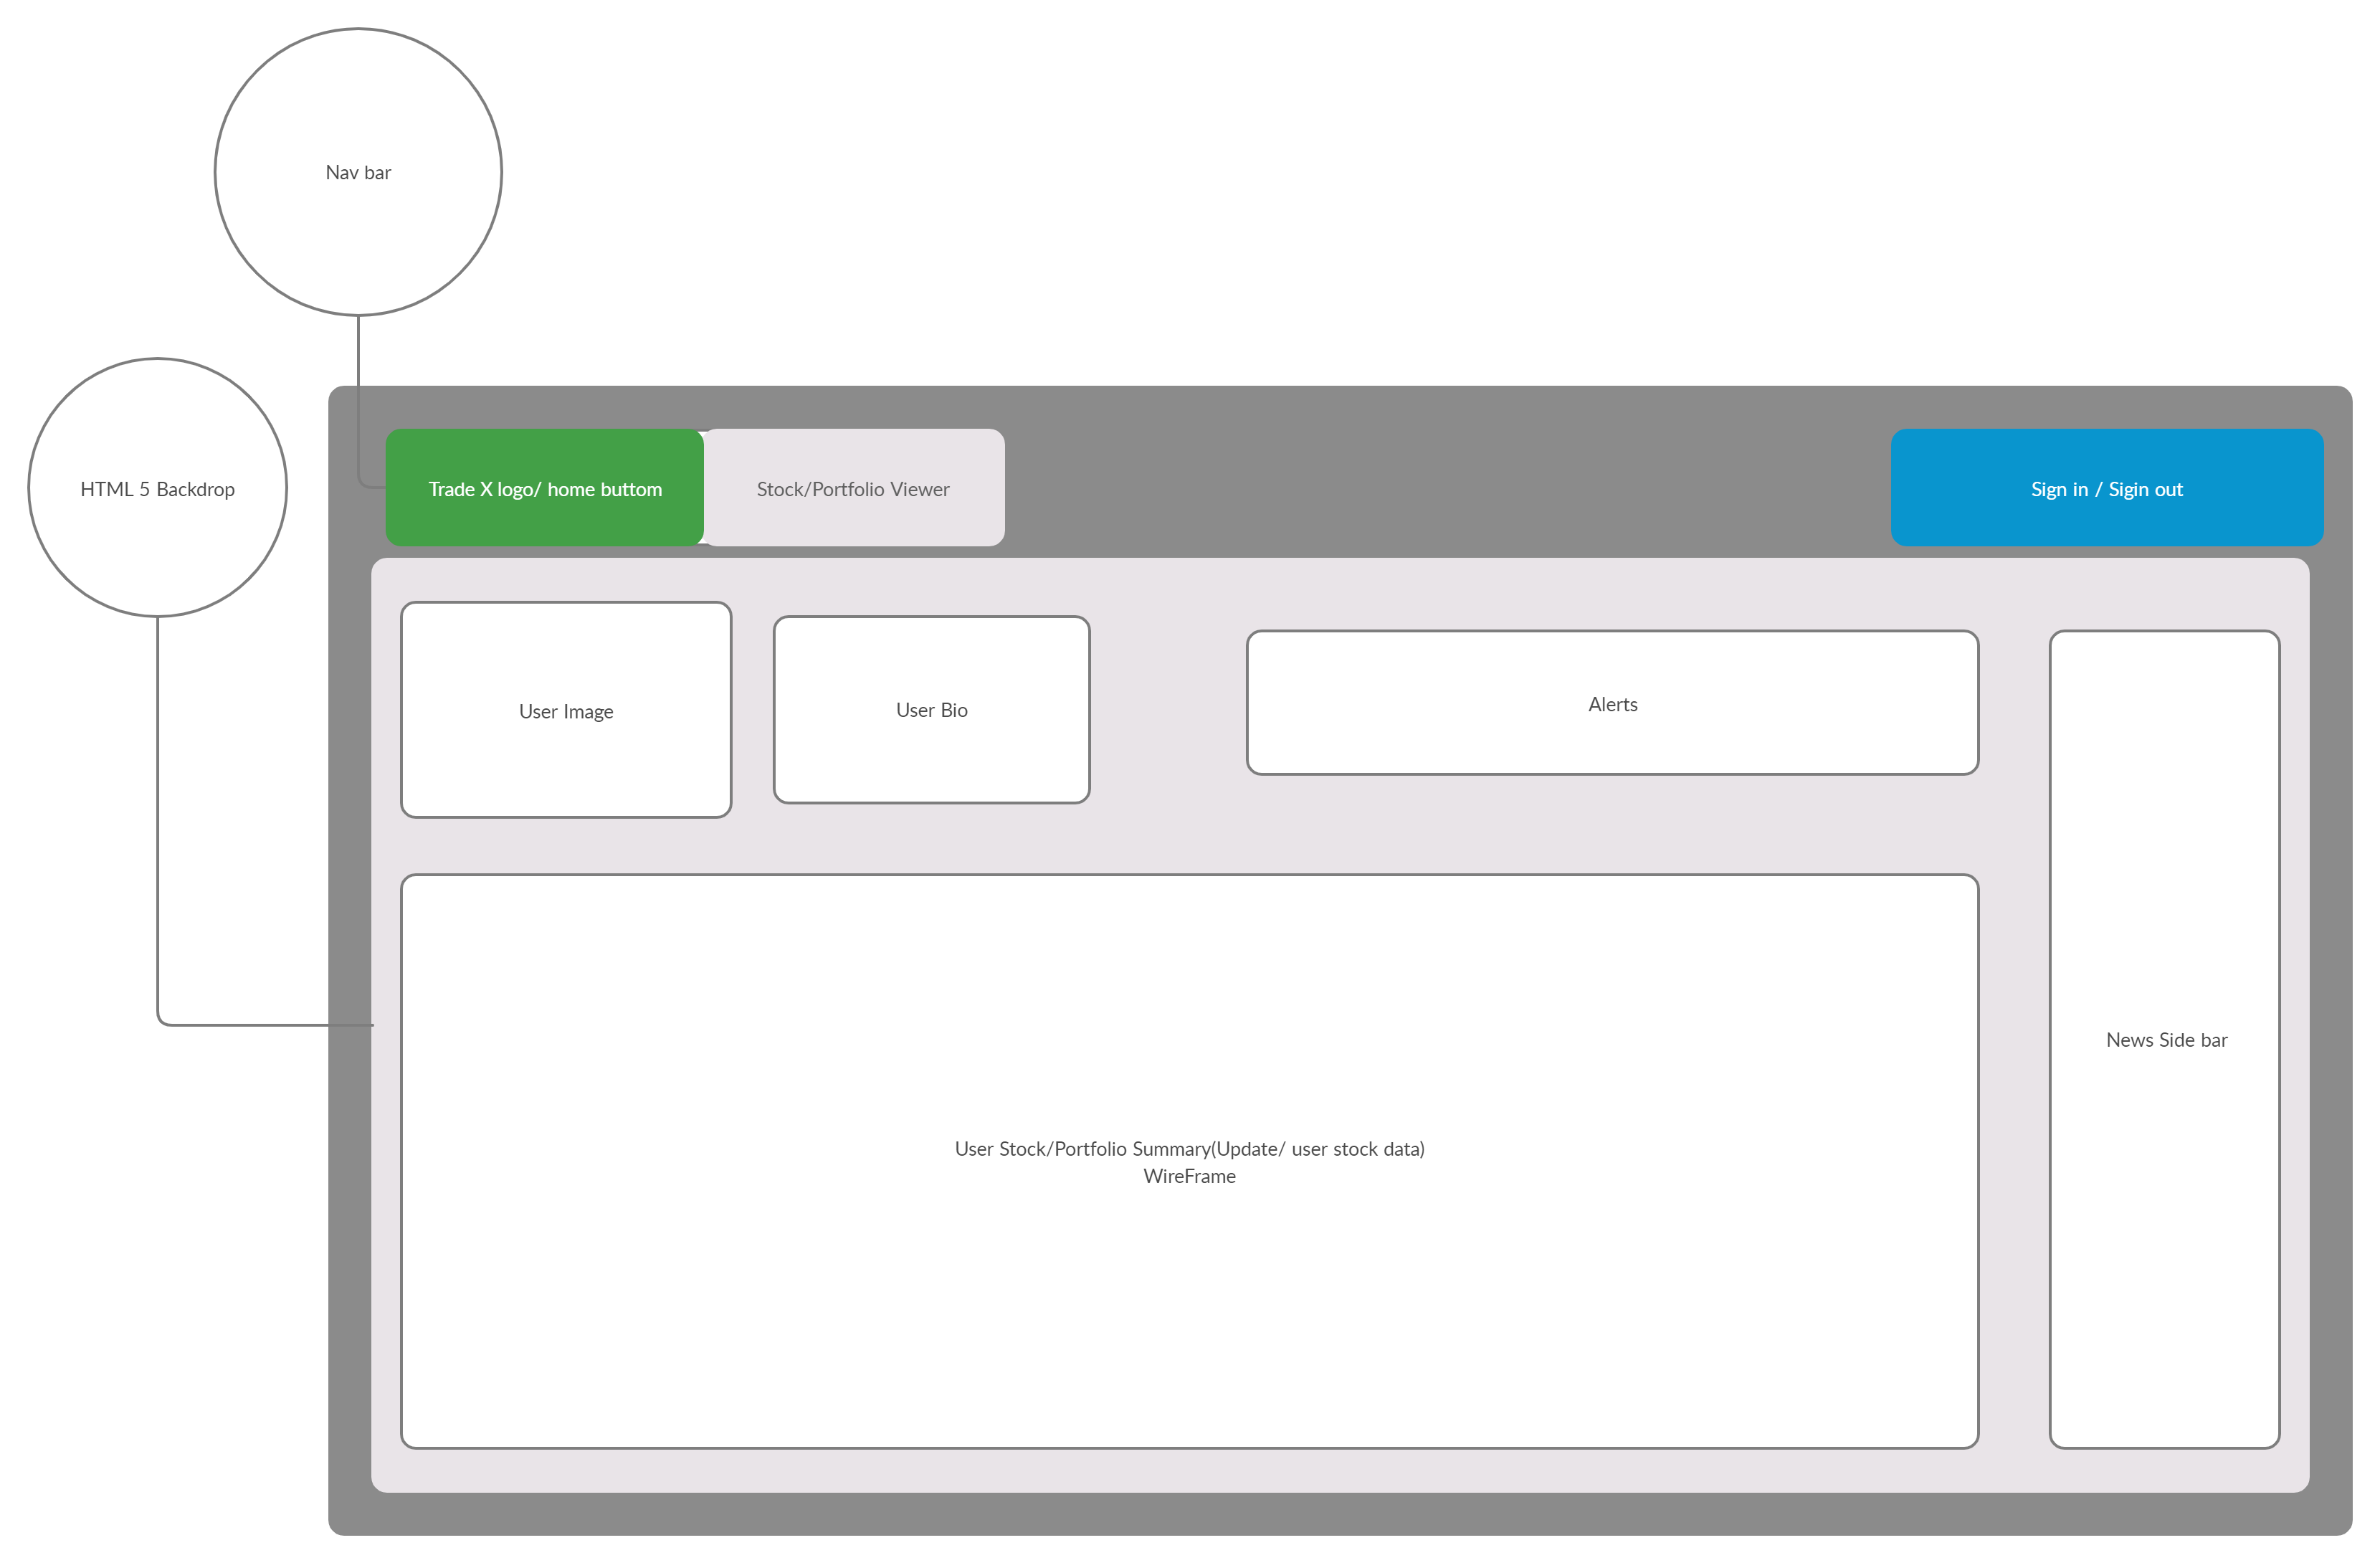 Nav bar
HTML 5 Backdrop
Trade X logo/ home buttom
Stock/Portfolio Viewer
Sign in / Sigin out
User Image
User Bio
Alerts
News Side bar
User Stock/Portfolio Summary(Update/ user stock data)
WireFrame